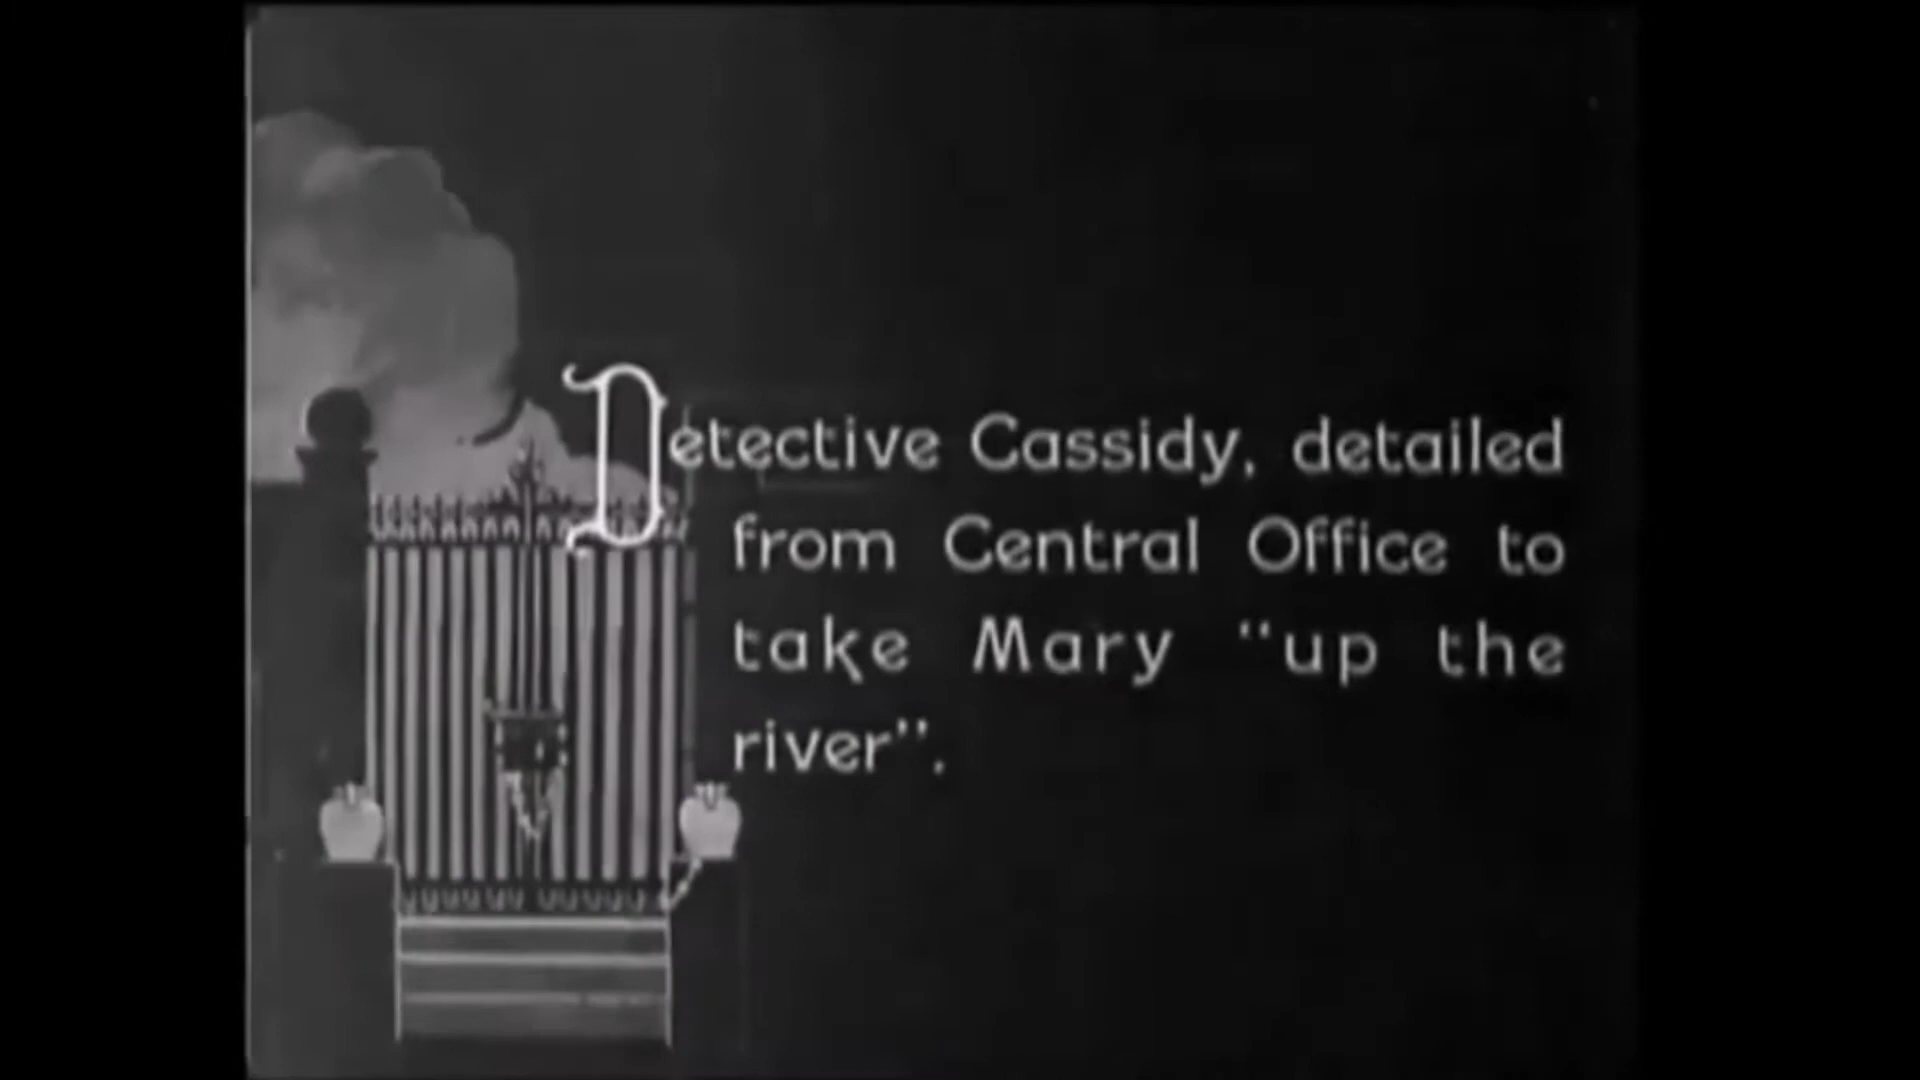 Detective Cassidy, detailed
from Central Office to
take Mary “up the
river”.